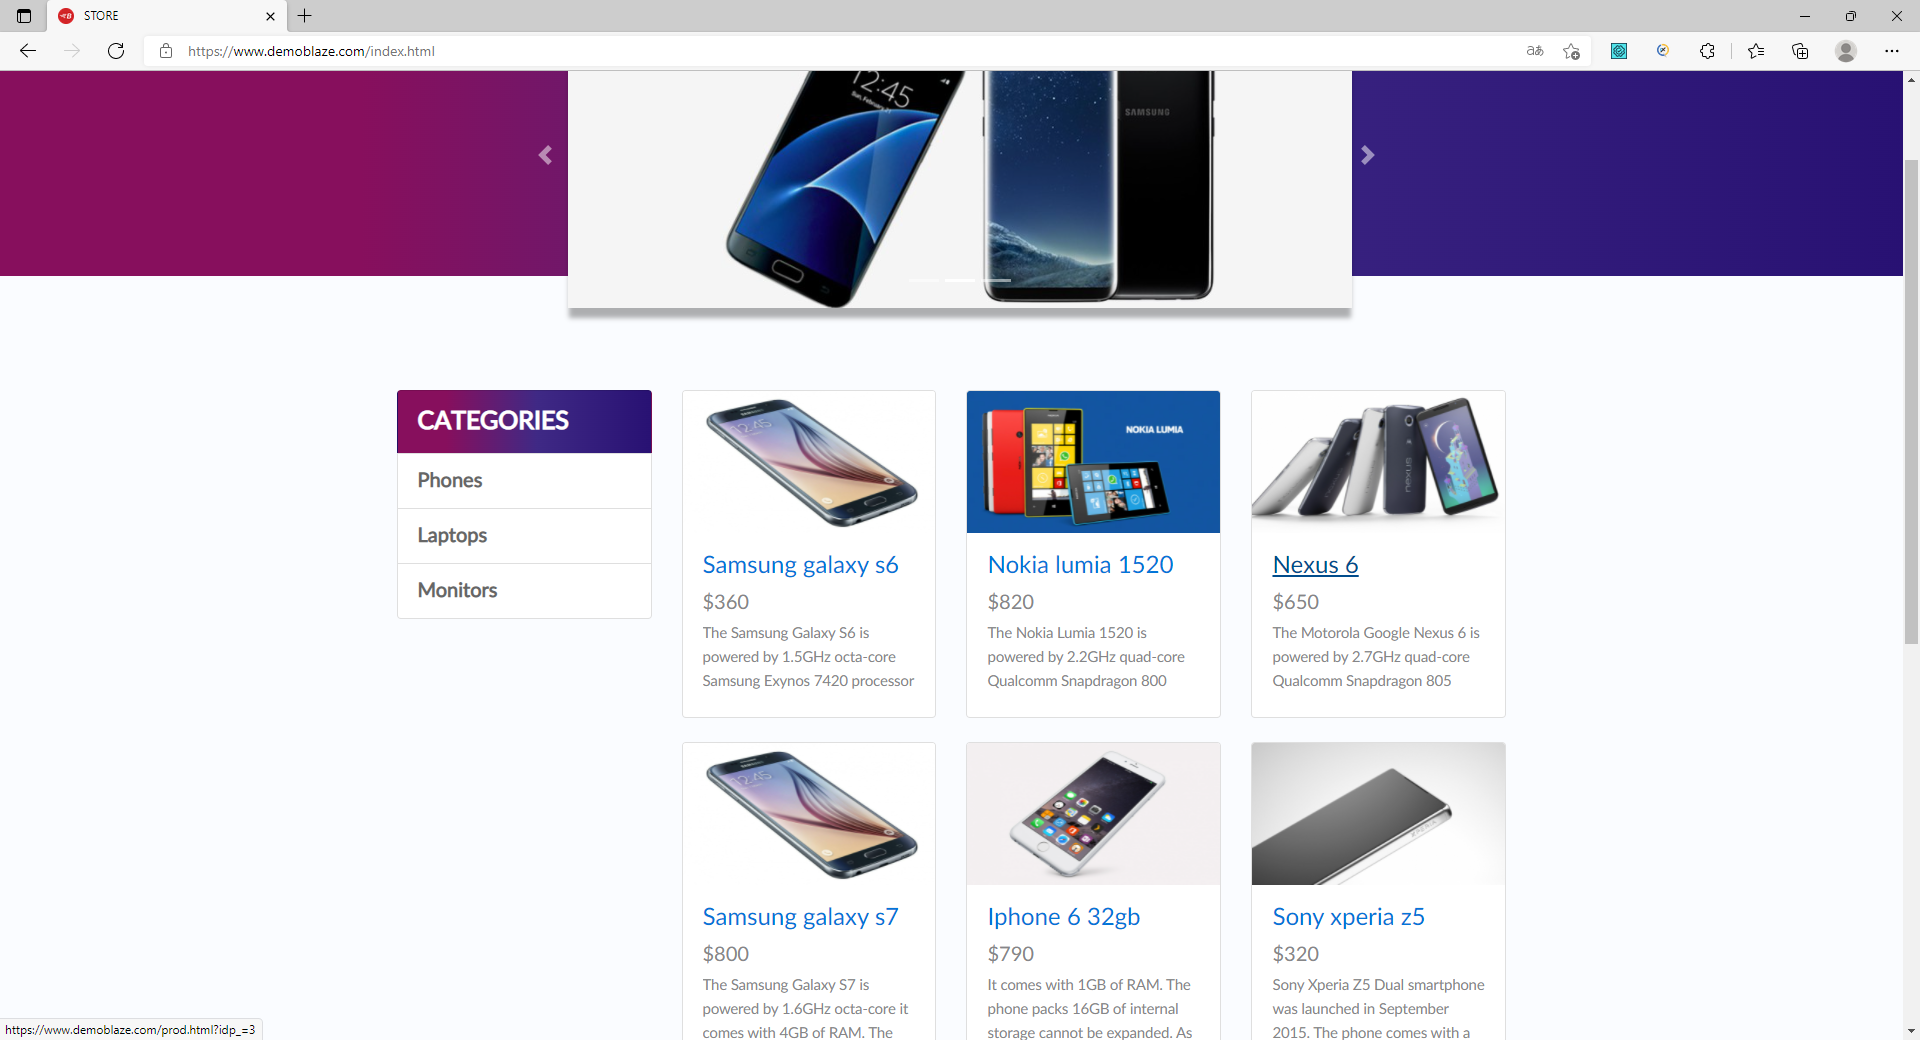 STORE
https://www.demoblaze.com/index.html
12:45
SAMSUNG
CATEGORIES
Phones
Laptops
Monitors
12:45
Samsung galaxy s6
$360
The Samsung Galaxy S6 is
powered by 1.5GHz octa-core
Samsung Exynos 7420 processor
NOKIA LUMIA
Nokia lumia 1520
$820
The Nokia Lumia 1520 is
powered by 2.2GHz quad-core
Qualcomm Snapdragon 800
nexus
Nexus 6
$650
The Motorola Google Nexus 6 is
powered by 2.7GHz quad-core
Qualcomm Snapdragon 805
12:45
Samsung galaxy s7
$800
The Samsung Galaxy S7 is
powered by 1.6GHz octa-core it
comes with 4GB of RAM. The
Iphone 6 32gb
$790
It comes with 1GB of RAM. The
phone packs 16GB of internal
storage cannot be expanded. As
Sony xperia z5
$320
Sony Xperia Z5 Dual smartphone
was launched in September
2015. The phone comes with a
https://www.demoblaze.com/prod.html?idp_=3